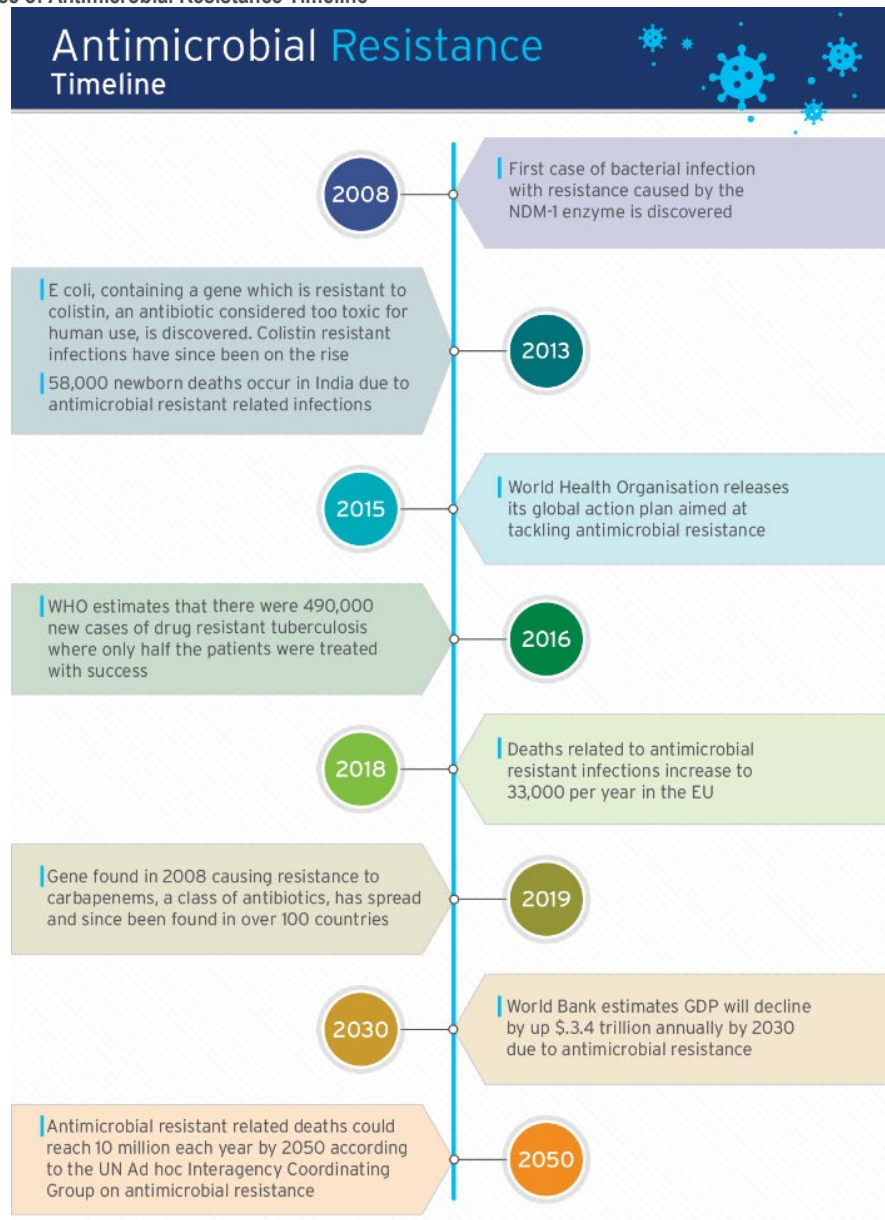 Antimicrobial Resistance Timeline
Antimicrobial Resistance
Timeline
2008
First case of bacterial infection
with resistance caused by the
NDM-1 enzyme is discovered
E coli, containing a gene which is resistant to
colistin, an antibiotic considered too toxic for
human use, is discovered. Colistin resistant
infections have since been on the rise
58,000 newborn deaths occur in India due to
antimicrobial resistant related infections
2013
2015
World Health Organisation releases
its global action plan aimed at
tackling antimicrobial resistance
WHO estimates that there were 490,000
new cases of drug resistant tuberculosis
where only half the patients were treated
with success
2016
2018
Deaths related to antimicrobial
resistant infections increase to
33,000 per year in the EU
Gene found in 2008 causing resistance to
carbapenems, a class of antibiotics, has spread
and since been found in over 100 countries
2019
2030
World Bank estimates GDP will decline
by up $.3.4 trillion annually by 2030
due to antimicrobial resistance
Antimicrobial resistant related deaths could
reach 10 million each year by 2050 according
to the UN Ad hoc Interagency Coordinating
Group on antimicrobial resistance
2050